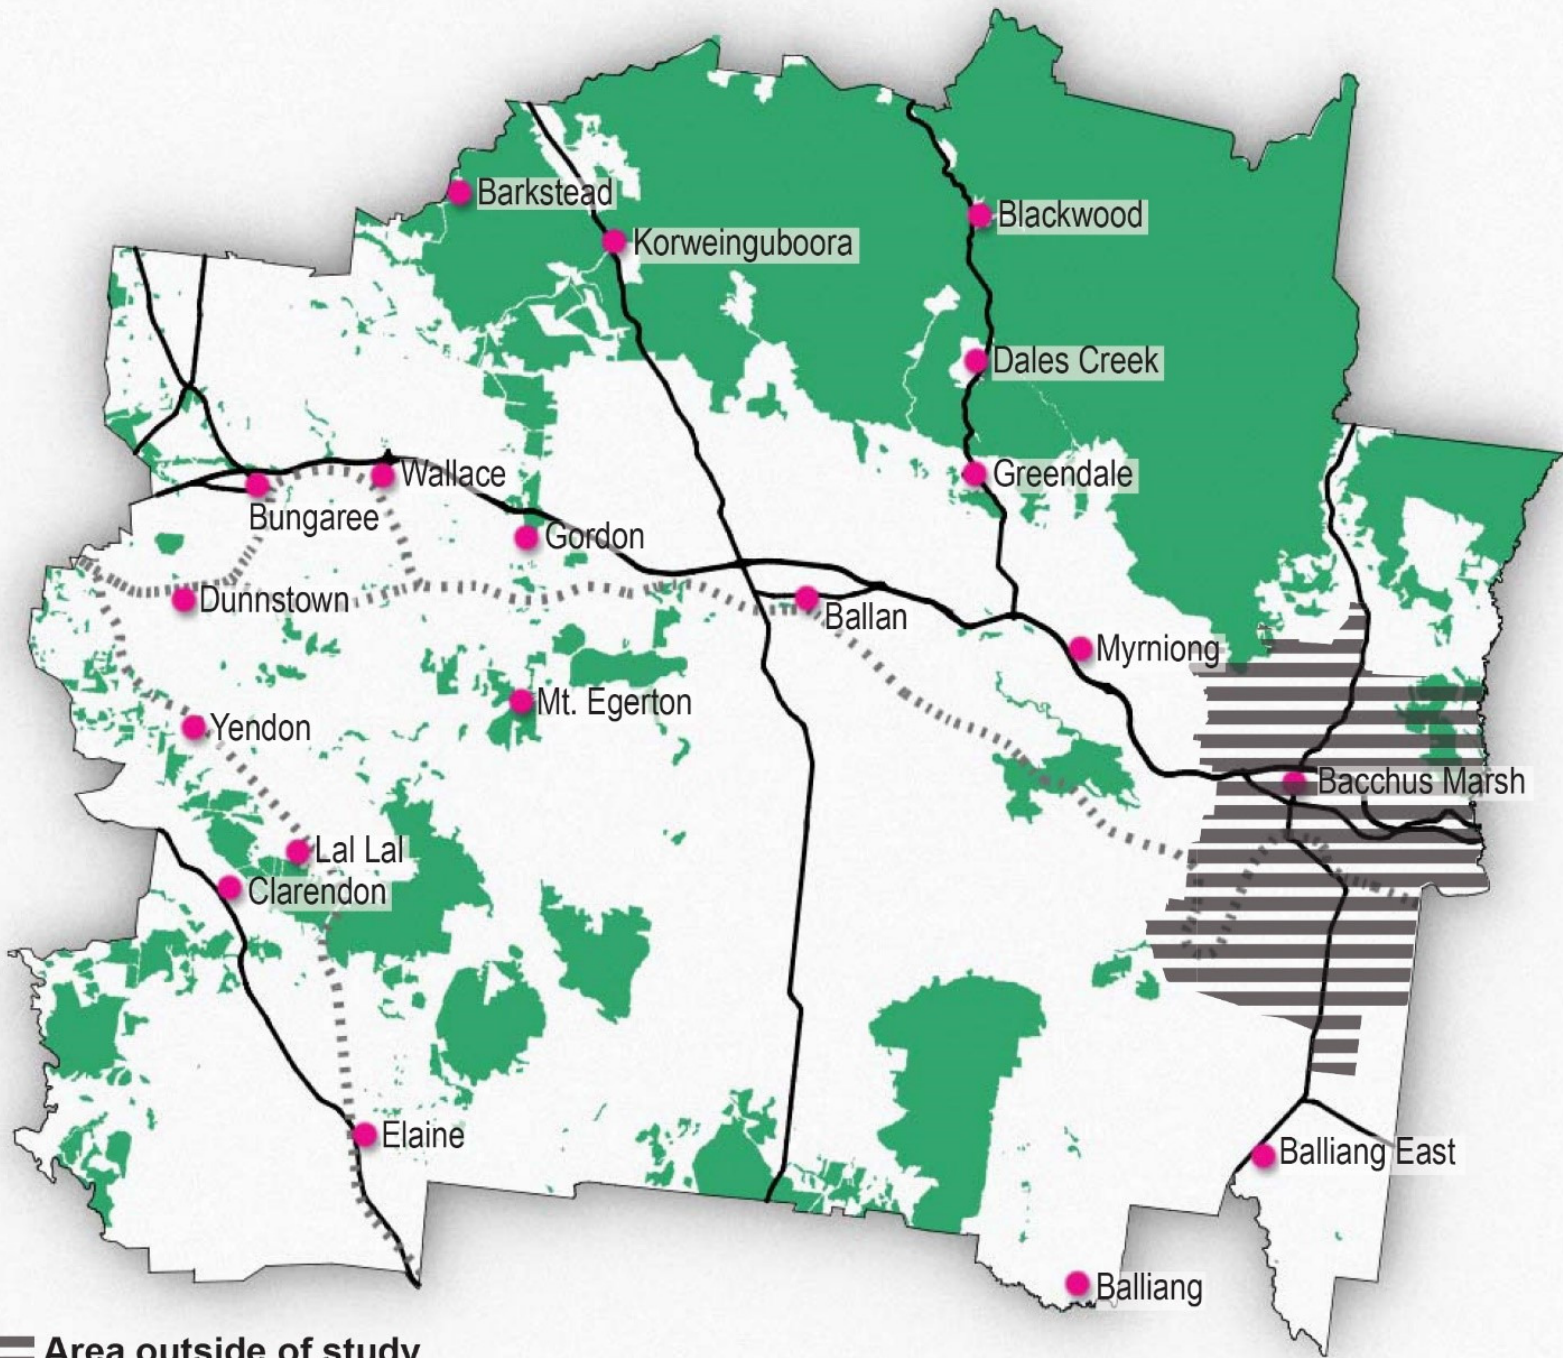 Barkstead
Blackwood
Korweinguboora
Dales Creek
Wallace
Greendale
Bungaree
Gordon
Dunnstown
Ballan
Myrniong
Mt. Egerton
Yendon
Bacchus Marsh
Lal Lal
Clarendon
Elaine
Balliang East
Balliang
Area outside of study